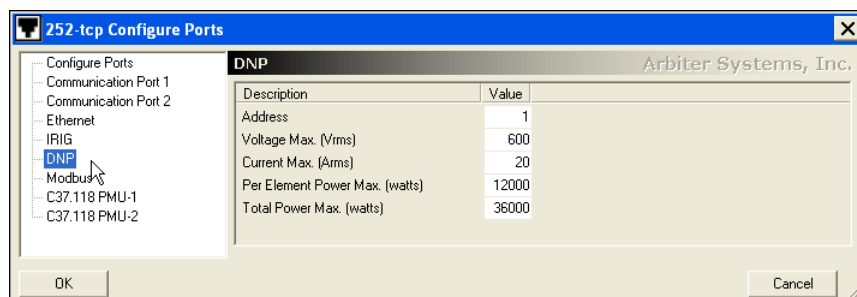 252-tcp Configure Ports
Configure Ports
Communication Port 1
Communication Port 2
Ethernet
IRIG
DNP
Modbus
C37.118 PMU-1
C37.118 PMU-2
DNP Arbiter Systems, Inc.
Description Value
Address 1
Voltage Max. (Vrms) 600
Current Max. (Arms) 20
Per Element Power Max. (watts) 12000
Total Power Max. (watts) 36000
OK Cancel